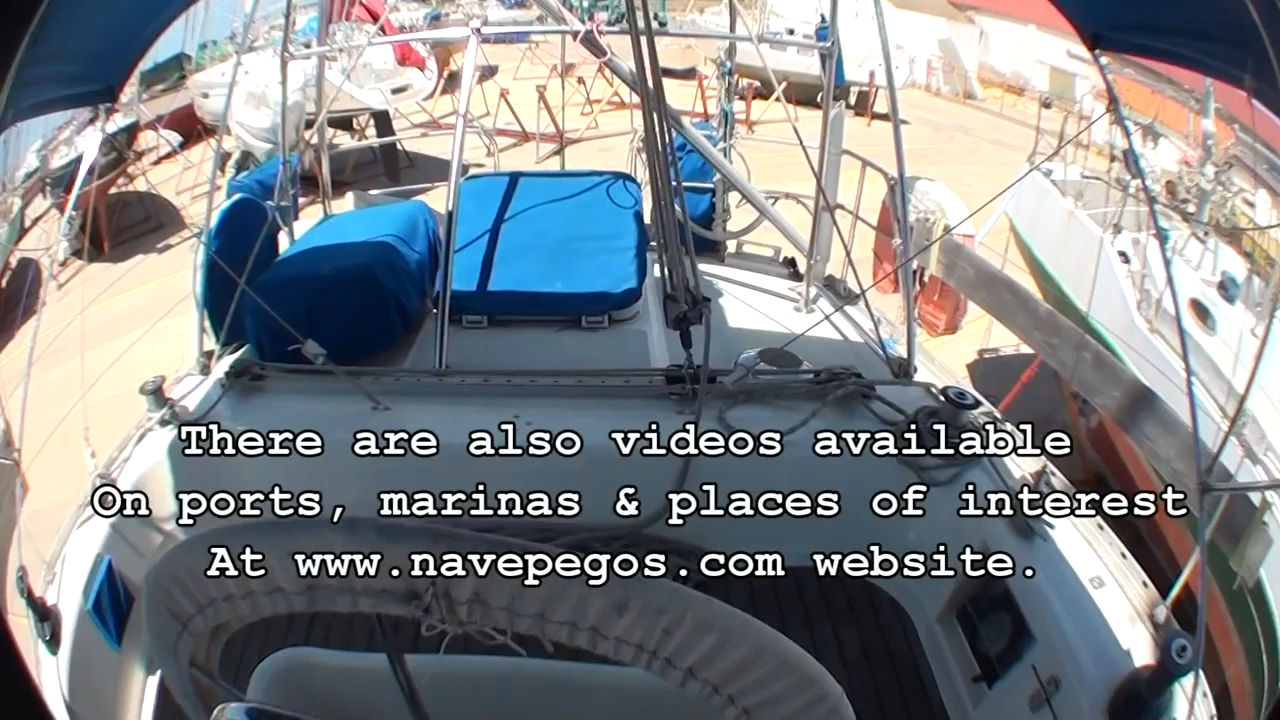 There are also videos available
On ports, marinas & places of interest
At www.navepegos.com website.